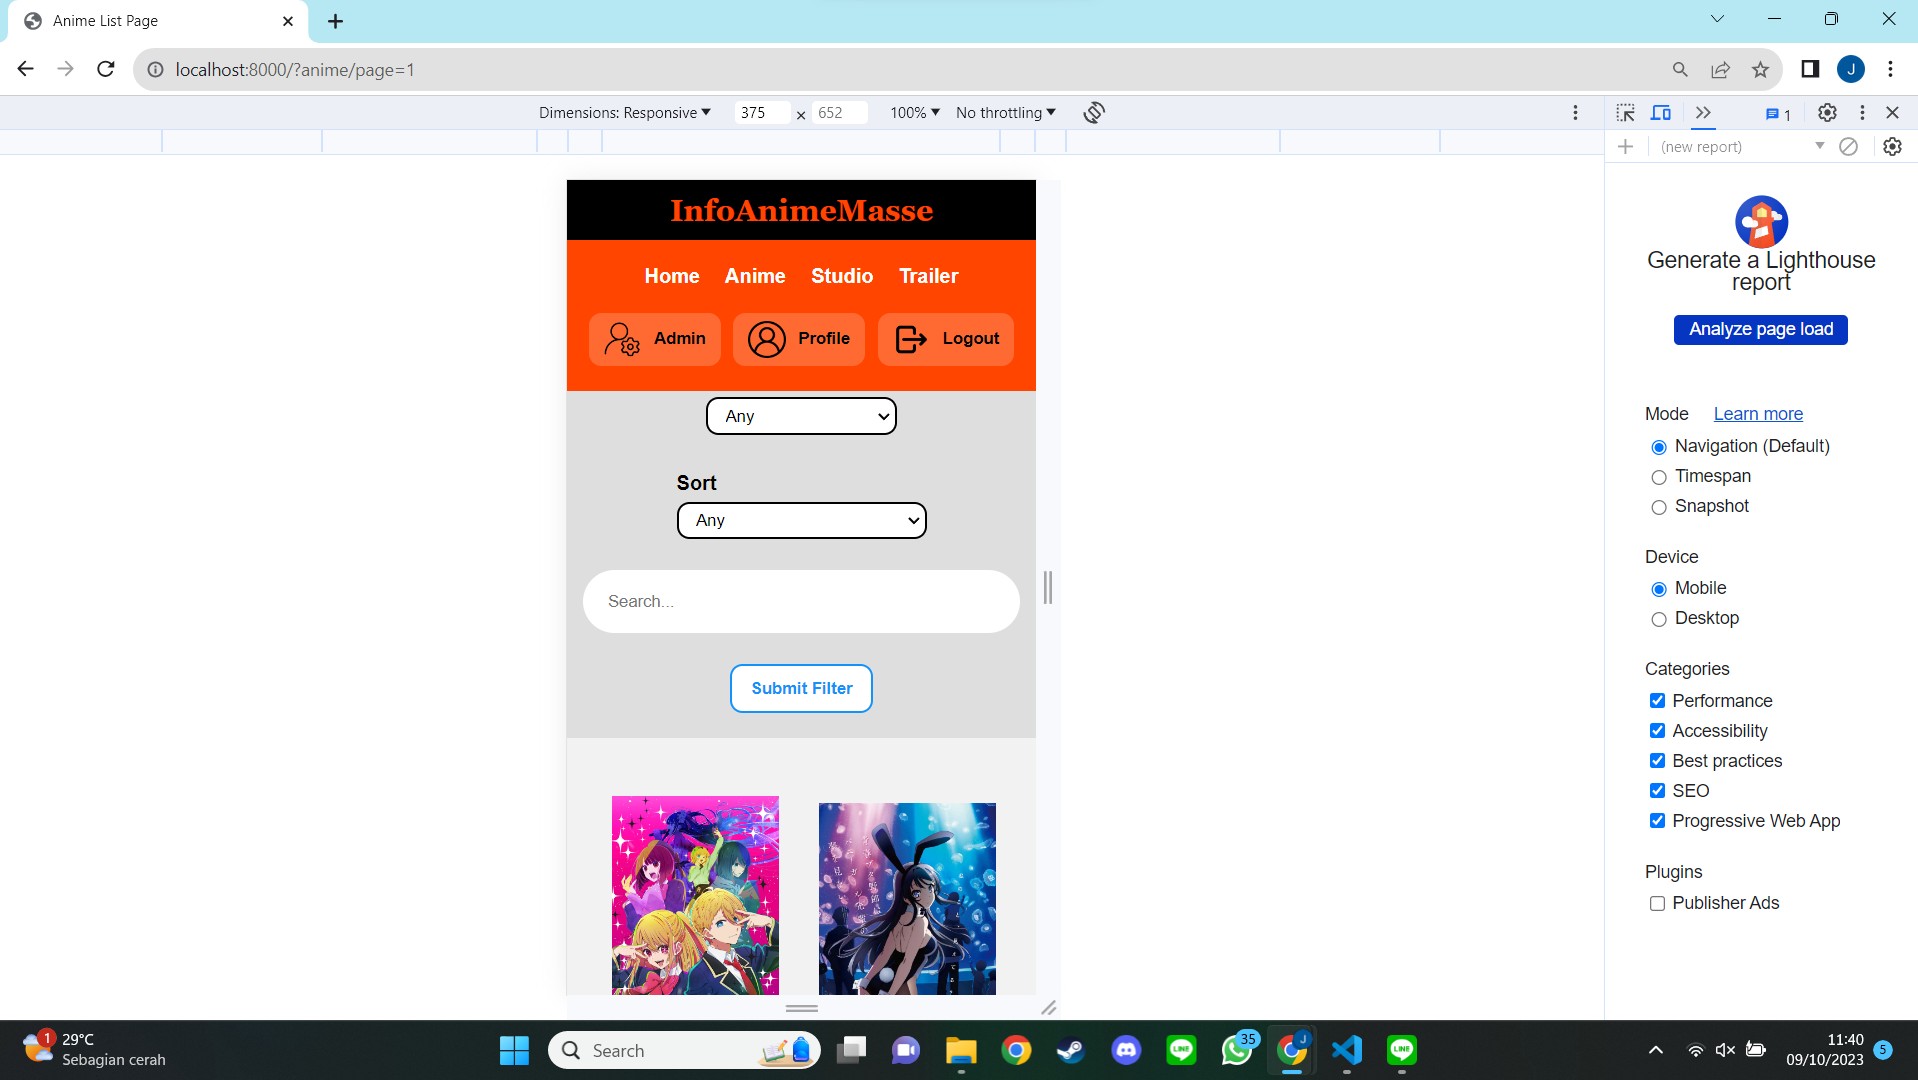 Anime List Page
localhost:8000/?anime/page=1
J
Dimensions: Responsive
375 × 652
100%
No throttling
1
(new report)
InfoAnimeMasse
Home Anime Studio Trailer
Admin Profile Logout
Any
Sort
Any
Search...
Submit Filter
Generate a Lighthouse
report
Analyze page load
Mode Learn more
Navigation (Default)
Timespan
Snapshot
Device
Mobile
Desktop
Categories
Performance
Accessibility
Best practices
SEO
Progressive Web App
Plugins
Publisher Ads
1
29°C
Sebagian cerah
Search
LINE
35
J
LINE
11:40
09/10/2023
5